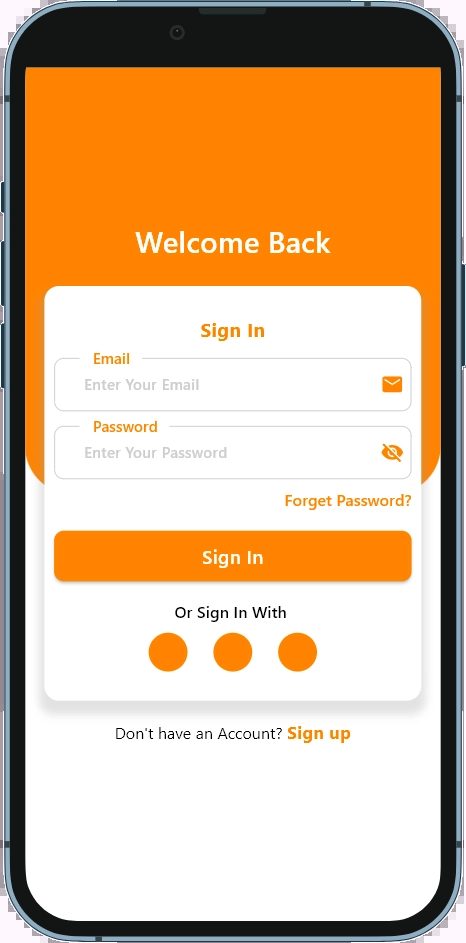 Welcome Back
Sign In
Email
Enter Your Email
Password
Enter Your Password
Forget Password?
Sign In
Or Sign In With
Don't have an Account? Sign up